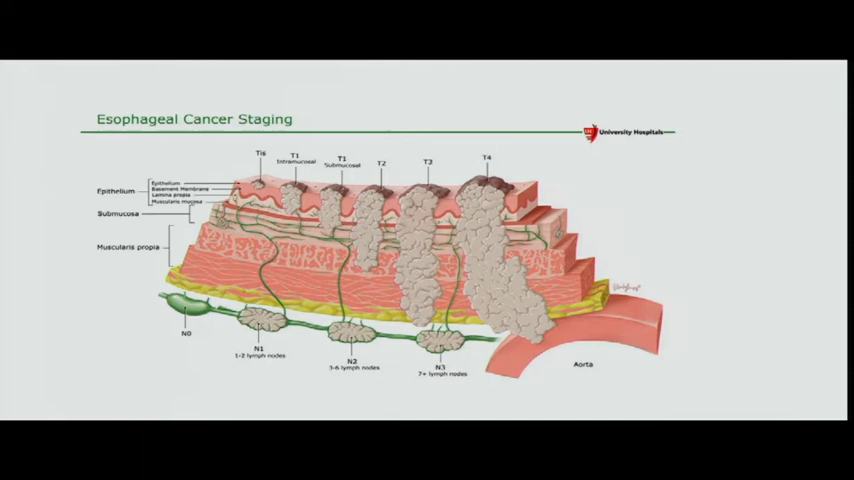 Esophageal Cancer Staging
University Hospitals
Tis
T1
Intramucosal
T1
Submucosal
T2
T3
T4
Epithelium
Epithelium
Basement Membrane
Lamina propia
Muscularis mucosa
Submucosa
Muscularis propia
N0
N1
1-2 lymph nodes
N2
3-6 lymph nodes
N3
7+ lymph nodes
Aorta